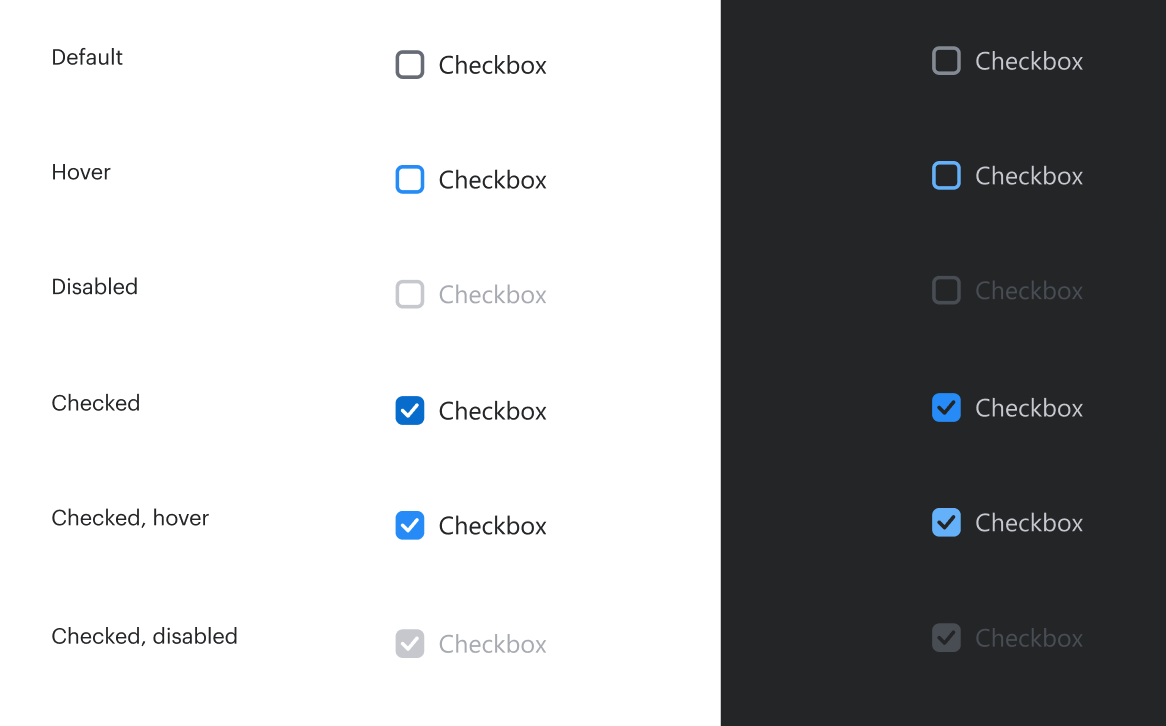 Default Checkbox Checkbox
Hover Checkbox Checkbox
Disabled Checkbox Checkbox
Checked Checkbox Checkbox
Checked, hover Checkbox Checkbox
Checked, disabled Checkbox Checkbox